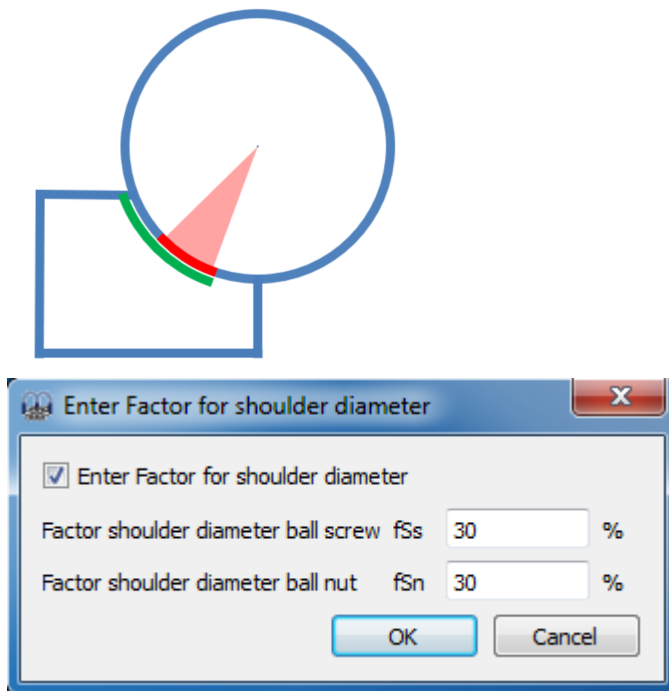 Enter Factor for shoulder diameter
Enter Factor for shoulder diameter
Factor shoulder diameter ball screw fSs 30 %
Factor shoulder diameter ball nut fSn 30 %
OK Cancel